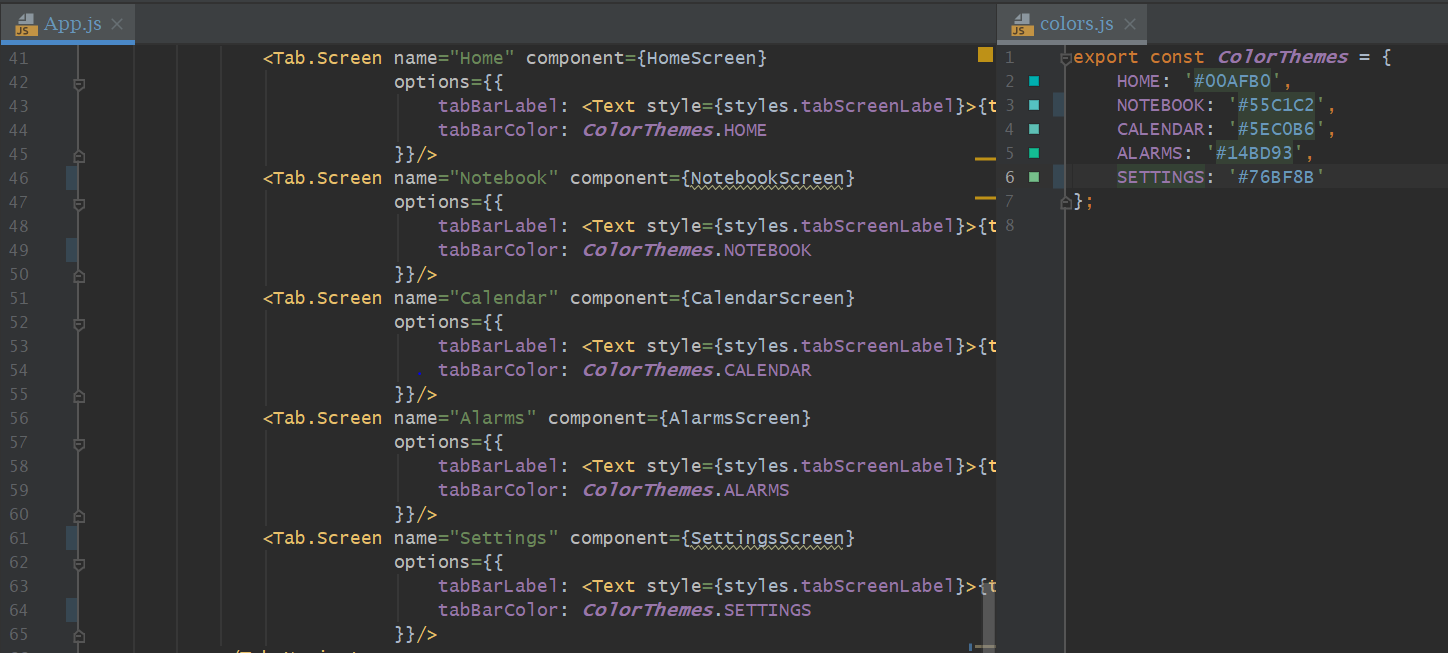 App.js
41 <Tab.Screen name="Home" component={HomeScreen}
42 options={{
43 tabBarLabel: <Text style={styles.tabScreenLabel}>{t
44 tabBarColor: ColorThemes.HOME
45 }}/>
46 <Tab.Screen name="Notebook" component={NotebookScreen}
47 options={{
48 tabBarLabel: <Text style={styles.tabScreenLabel}>{t
49 tabBarColor: ColorThemes.NOTEBOOK
50 }}/>
51 <Tab.Screen name="Calendar" component={CalendarScreen}
52 options={{
53 tabBarLabel: <Text style={styles.tabScreenLabel}>{t
54 tabBarColor: ColorThemes.CALENDAR
55 }}/>
56 <Tab.Screen name="Alarms" component={AlarmsScreen}
57 options={{
58 tabBarLabel: <Text style={styles.tabScreenLabel}>{t
59 tabBarColor: ColorThemes.ALARMS
60 }}/>
61 <Tab.Screen name="Settings" component={SettingsScreen}
62 options={{
63 tabBarLabel: <Text style={styles.tabScreenLabel}>{t
64 tabBarColor: ColorThemes.SETTINGS
65 }}/>
colors.js
1 export const ColorThemes = {
2 HOME: '#00AFB0',
3 NOTEBOOK: '#55C1C2',
4 CALENDAR: '#5EC0B6',
5 ALARMS: '#14BD93',
6 SETTINGS: '#76BF8B'
7 };
8